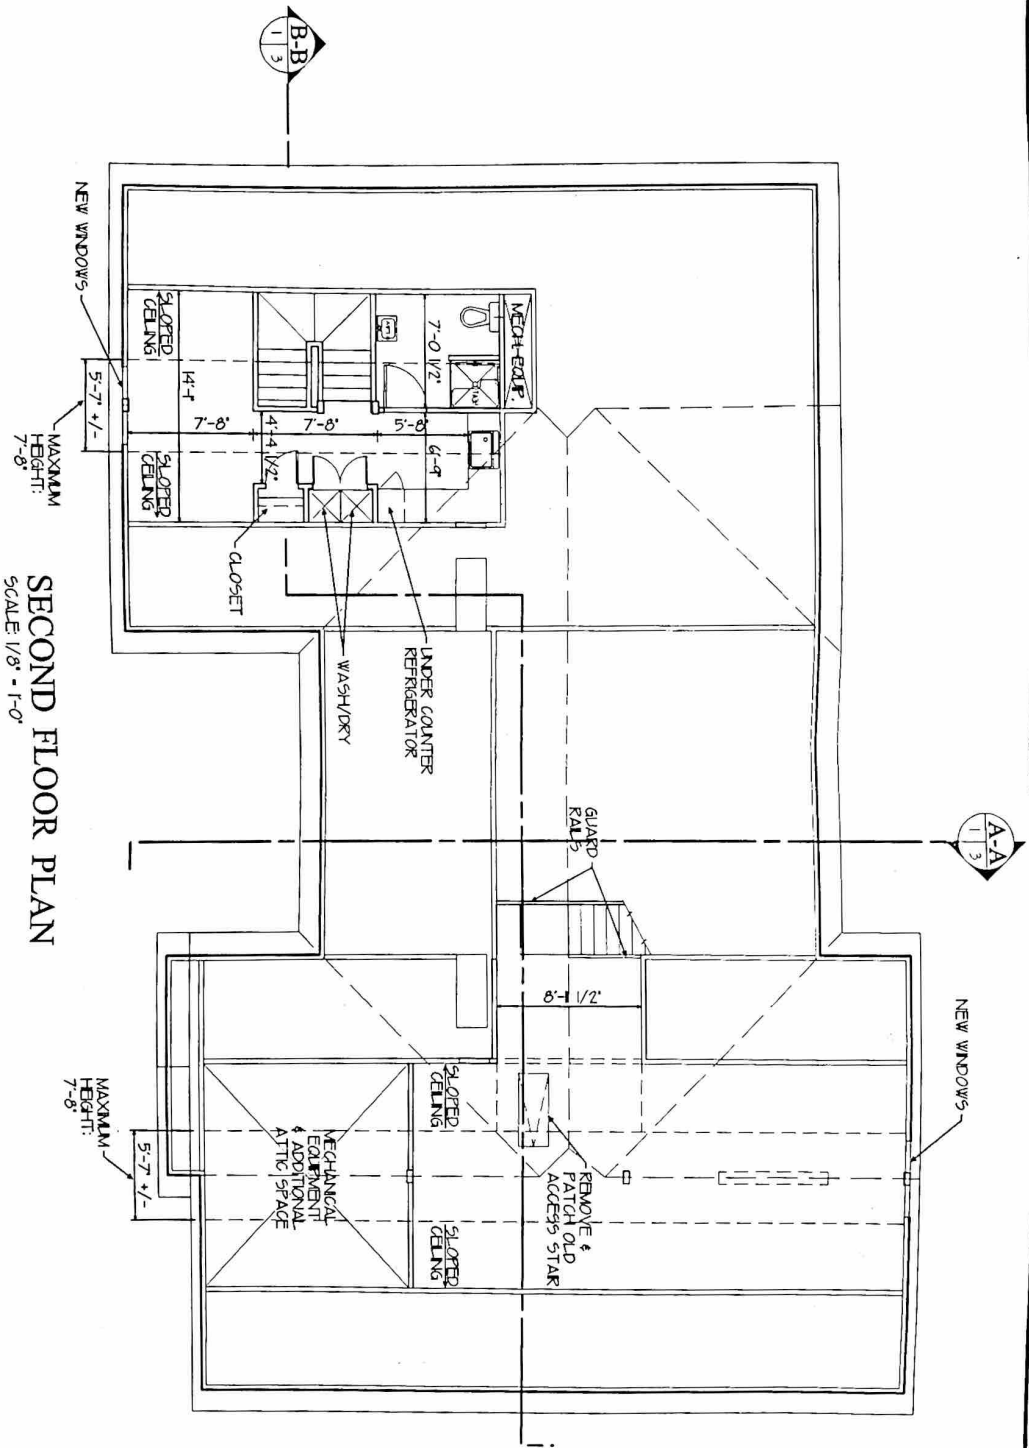 B-B
1 3
A-A
1 3
NEW WINDOWS
SLOPED
CEILING
14'-1"
SLOPED
CEILING
5'-7" +/-
MAXIMUM
HEIGHT:
7'-8"
7'-8"
4'-4 1/2"
7'-8"
5'-8"
7'-0 1/2"
6'-9"
MECH. EQUIP.
CLOSET
WASH/DRY
UNDER COUNTER
REFRIGERATOR
GUARD
RAILS
8'-1 1/2"
NEW WINDOWS
SLOPED
CEILING
SLOPED
CEILING
REMOVE &
PATCH OLD
ACCESS STAIR
MECHANICAL
EQUIPMENT
& ADDITIONAL
ATTIC SPACE
5'-7" +/-
MAXIMUM
HEIGHT:
7'-8"
SECOND FLOOR PLAN
SCALE: 1/8" = 1'-0"